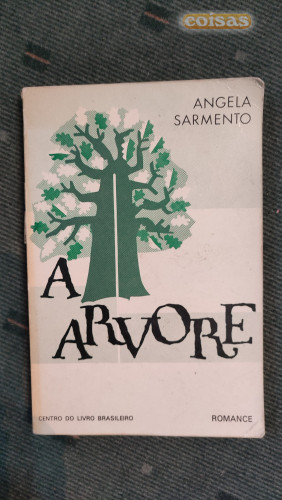 coisas
ANGELA
SARMENTO
A
ARVORE
CENTRO DO LIVRO BRASILEIRO
ROMANCE